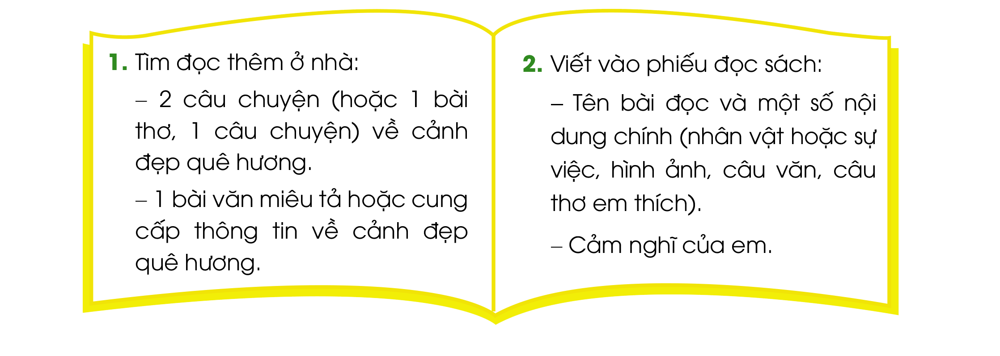 1. Tìm đọc thêm ở nhà:
– 2 câu chuyện (hoặc 1 bài
thơ, 1 câu chuyện) về cảnh
đẹp quê hương.
– 1 bài văn miêu tả hoặc cung
cấp thông tin về cảnh đẹp
quê hương.
2. Viết vào phiếu đọc sách:
– Tên bài đọc và một số nội
dung chính (nhân vật hoặc sự
việc, hình ảnh, câu văn, câu
thơ em thích).
– Cảm nghĩ của em.